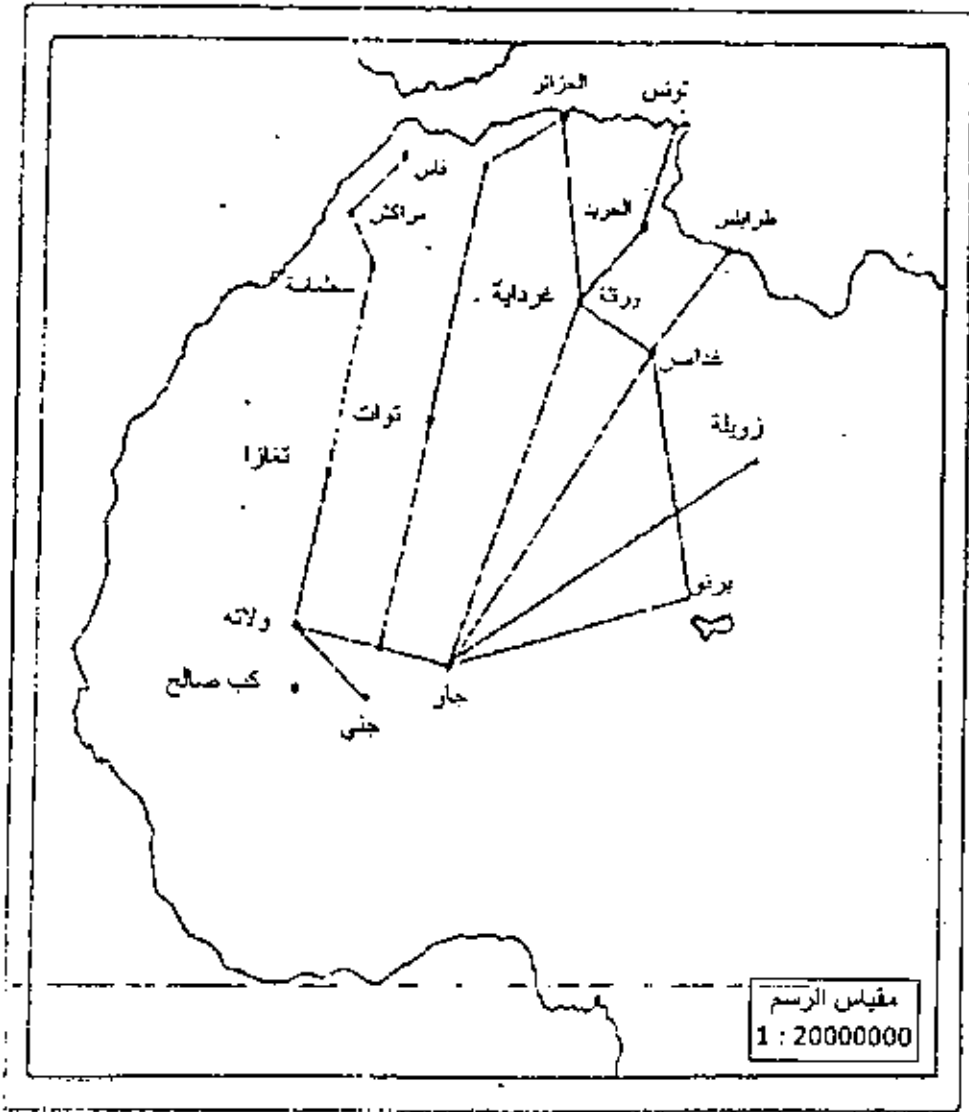 الجزائر
تونس
فاس
مراكش
الجريد
طرابلس
غرداية
ورقلة
غدامس
توات
زويلة
تغازا
برنو
ولاته
كب صالح
جني
جاو
مقياس الرسم
1 : 20000000